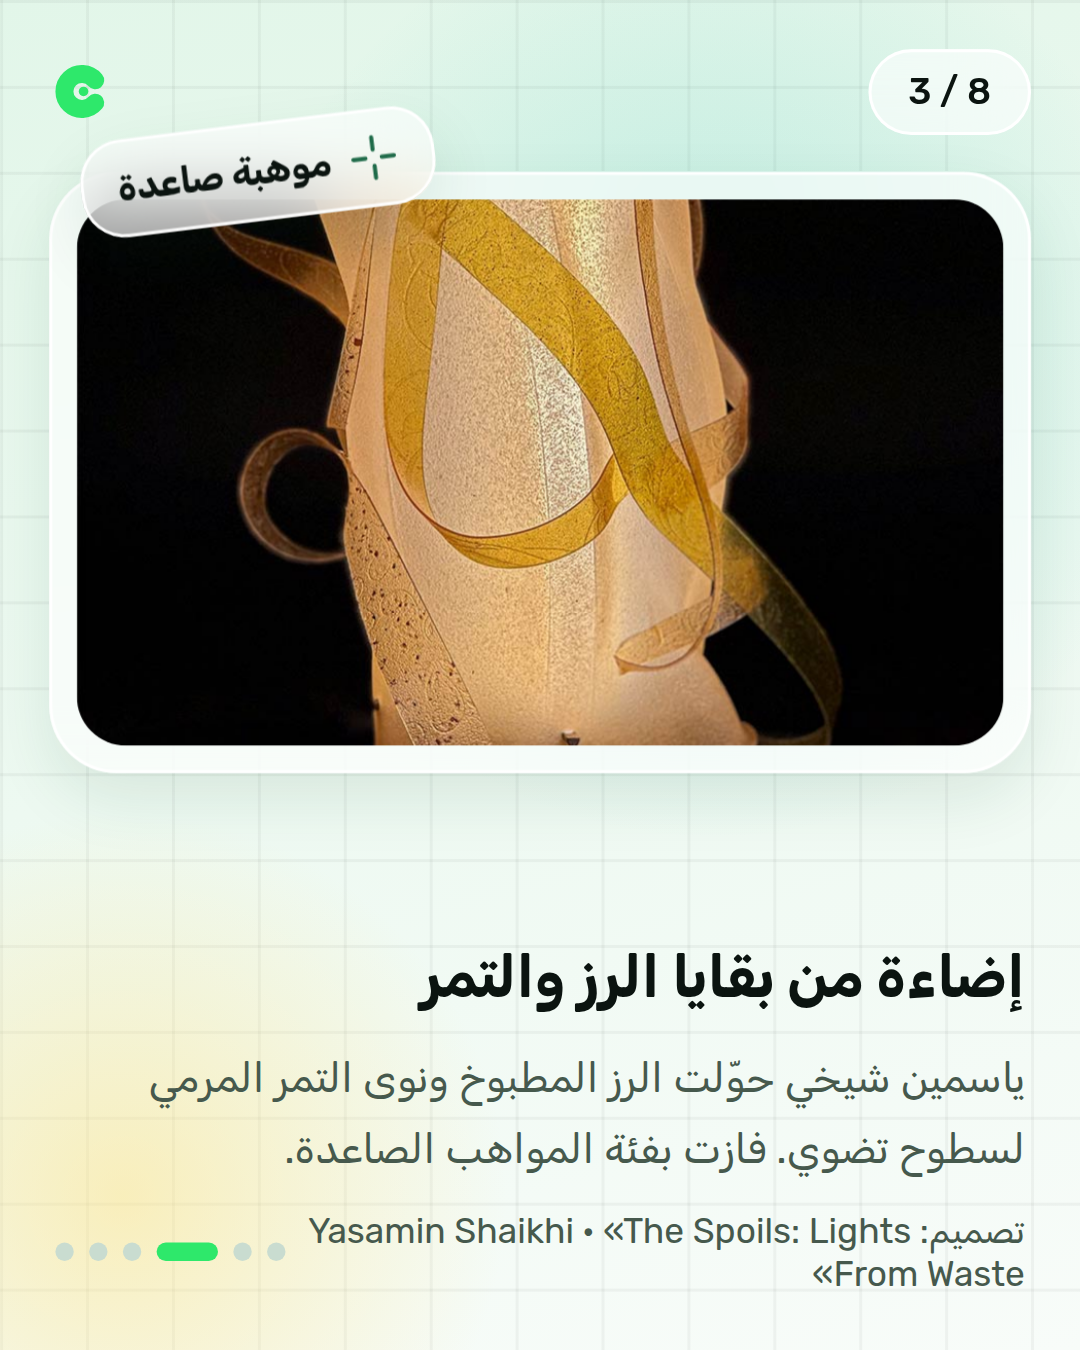 3 / 8
موهبة صاعدة
إضاءة من بقايا الرز والتمر
ياسمين شيخي حوّلت الرز المطبوخ ونوى التمر المرمي
لسطوح تضوي. فازت بفئة المواهب الصاعدة.
تصميم: Yasamin Shaikhi • «The Spoils: Lights
From Waste»